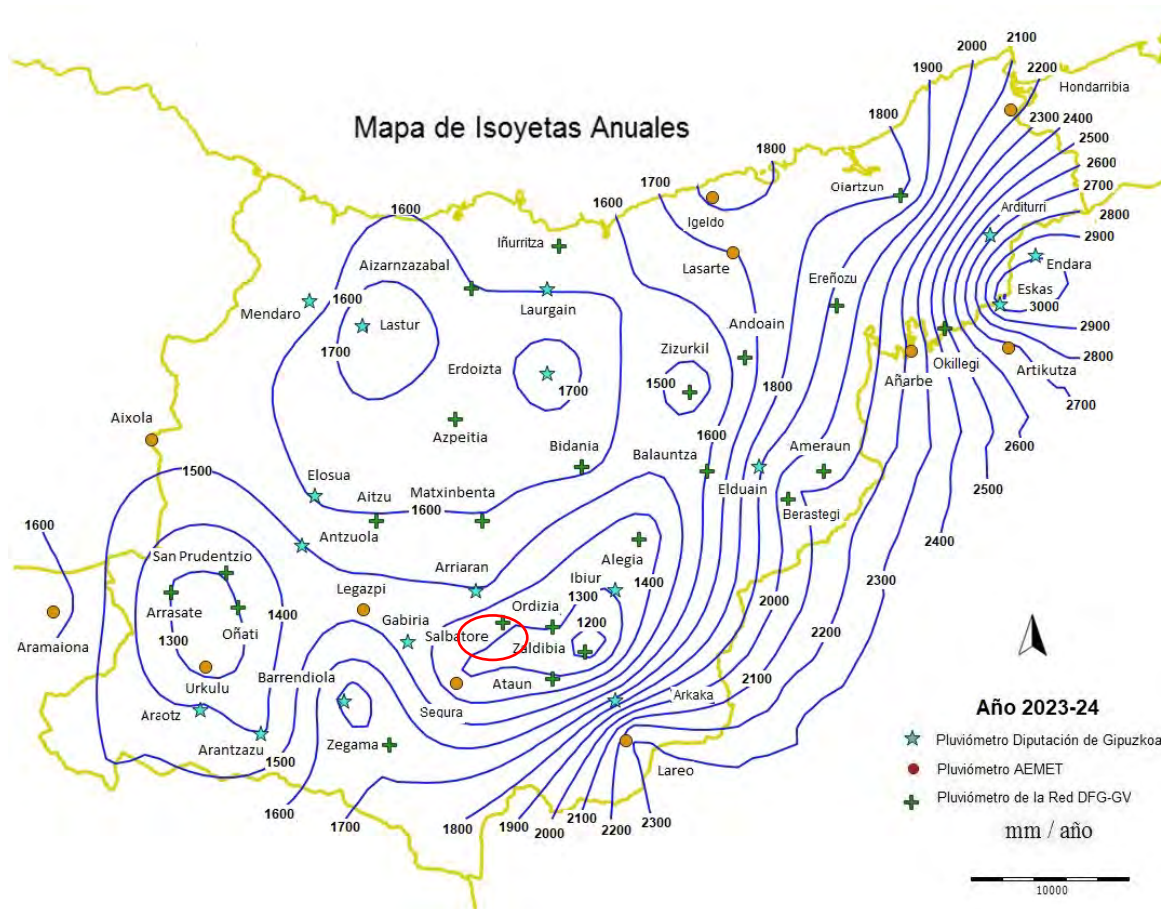 2000
2100
1900
2200
Hondarribia
1800
2300
2400
Mapa de Isoyetas Anuales
1800
2500
2600
1700
Oiartzun
2700
1600
Igeldo
Arditurri
2800
1600
Iñurritza
2900
Aizarnzazabal
Lasarte
Endara
Ereñozu
Eskas
1600
Mendaro
Lastur
Laurgain
3000
Andoain
1700
Zizurkil
2900
Okillegi
2800
Erdoizta
1500
1800
Añarbe
Artikutza
1700
2700
Aixola
Azpeitia
2600
Bidania
Balauntza
1600
Ameraun
1500
Elosua
Elduain
2500
Aitzu
Matxinbenta
Berastegi
1600
1600
Antzuola
2400
San Prudentzio
Alegia
Arriaran
Ibiur
1400
2300
Legazpi
1300
2000
Arrasate
1400
Ordizia
Gabiria
Salbatore
1200
2200
1300
Oñati
Aramaiona
Zaldibia
Urkulu
Barrendiola
Ataun
2100
Arkaka
Segura
Araotz
Año 2023-24
Zegama
Pluviómetro Diputación de Gipuzkoa
Arantzazu
1500
Lareo
Pluviómetro AEMET
1600
Pluviómetro de la Red DFG-GV
1700
1800
1900
2000
2100
2200
2300
mm / año
10000